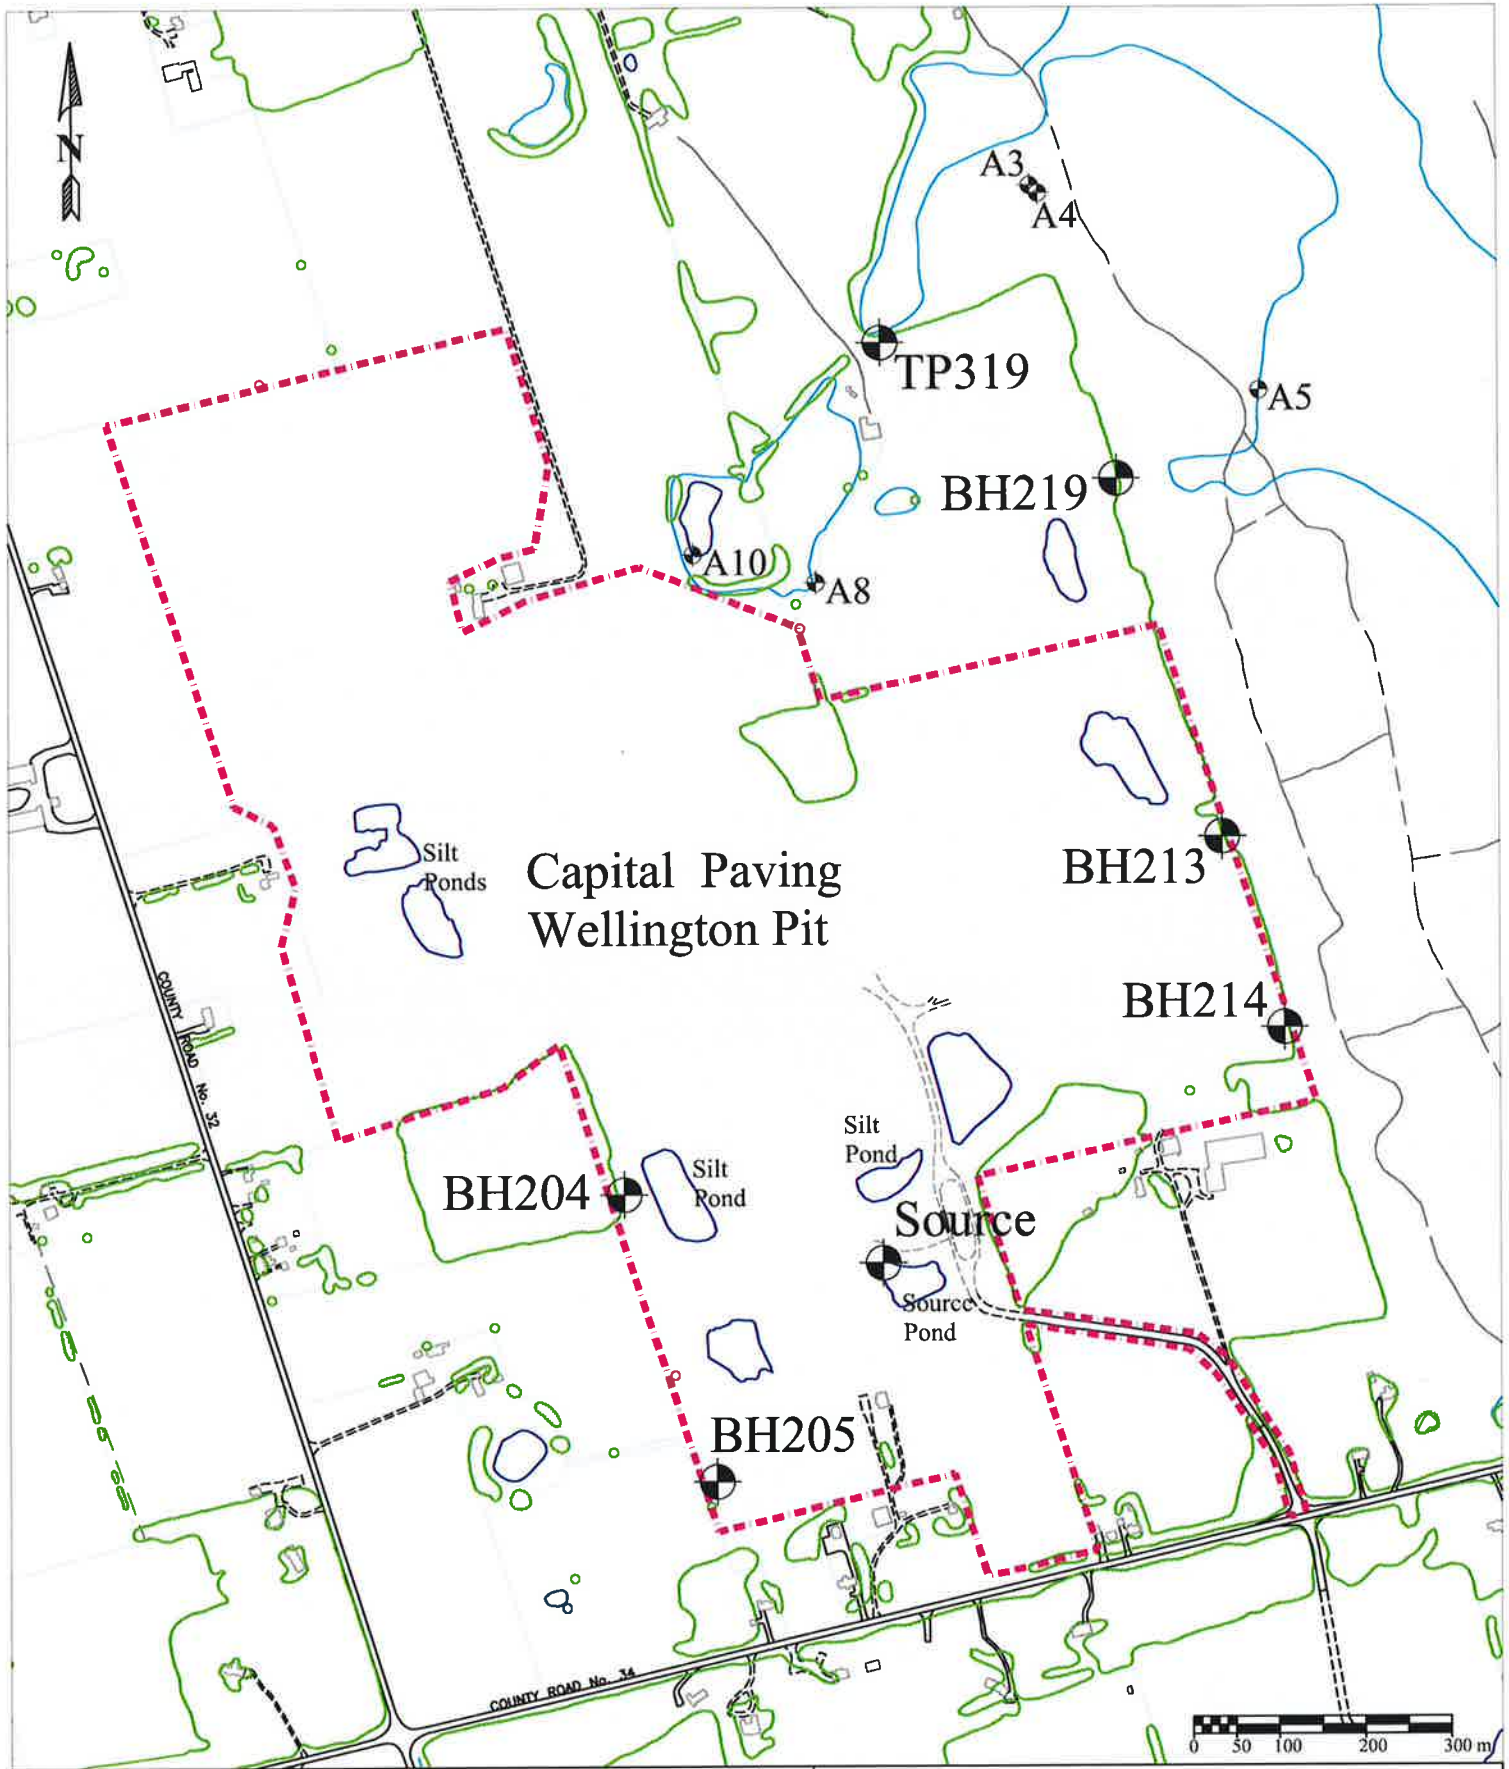 N
A3
A4
TP319
A5
BH219
A10
A8
Silt
Ponds
Capital Paving
Wellington Pit
BH213
BH214
COUNTY ROAD No. 32
Silt
Pond
BH204
Silt
Pond
Source
Source
Pond
BH205
COUNTY ROAD No. 34
0 50 100 200 300 m